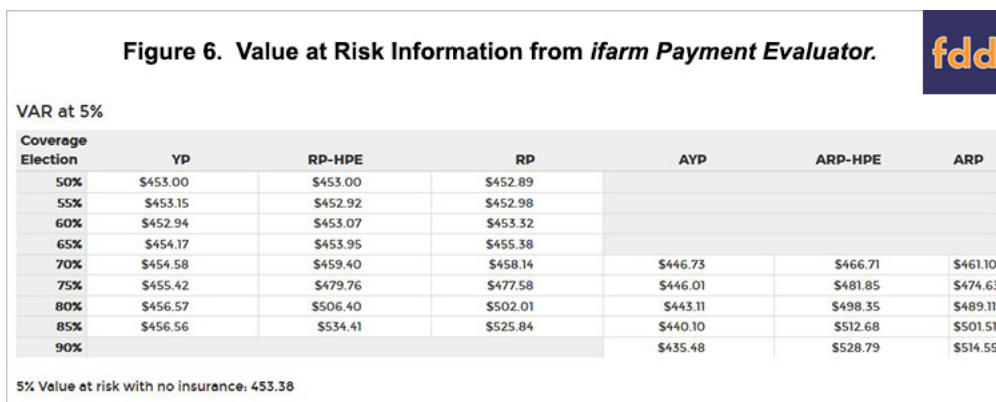 Figure 6. Value at Risk Information from ifarm Payment Evaluator.
fdd
VAR at 5%
Coverage
Election YP RP-HPE RP AYP ARP-HPE ARP
50% $453.00 $453.00 $452.89
55% $453.15 $452.92 $452.98
60% $452.94 $453.07 $453.32
65% $454.17 $453.95 $455.38
70% $454.58 $459.40 $458.14 $446.73 $466.71 $461.10
75% $455.42 $479.76 $477.58 $446.01 $481.85 $474.63
80% $456.57 $506.40 $502.01 $443.11 $498.35 $489.11
85% $456.56 $534.41 $525.84 $440.10 $512.68 $501.51
90% $435.48 $528.79 $514.55
5% Value at risk with no insurance: 453.38